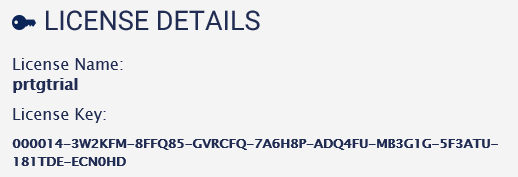 LICENSE DETAILS
License Name:
prtgtrial
License Key:
000014-3W2KFM-8FFQ85-GVRCFQ-7A6H8P-ADQ4FU-MB3G1G-5F3ATU-
181TDE-ECN0HD